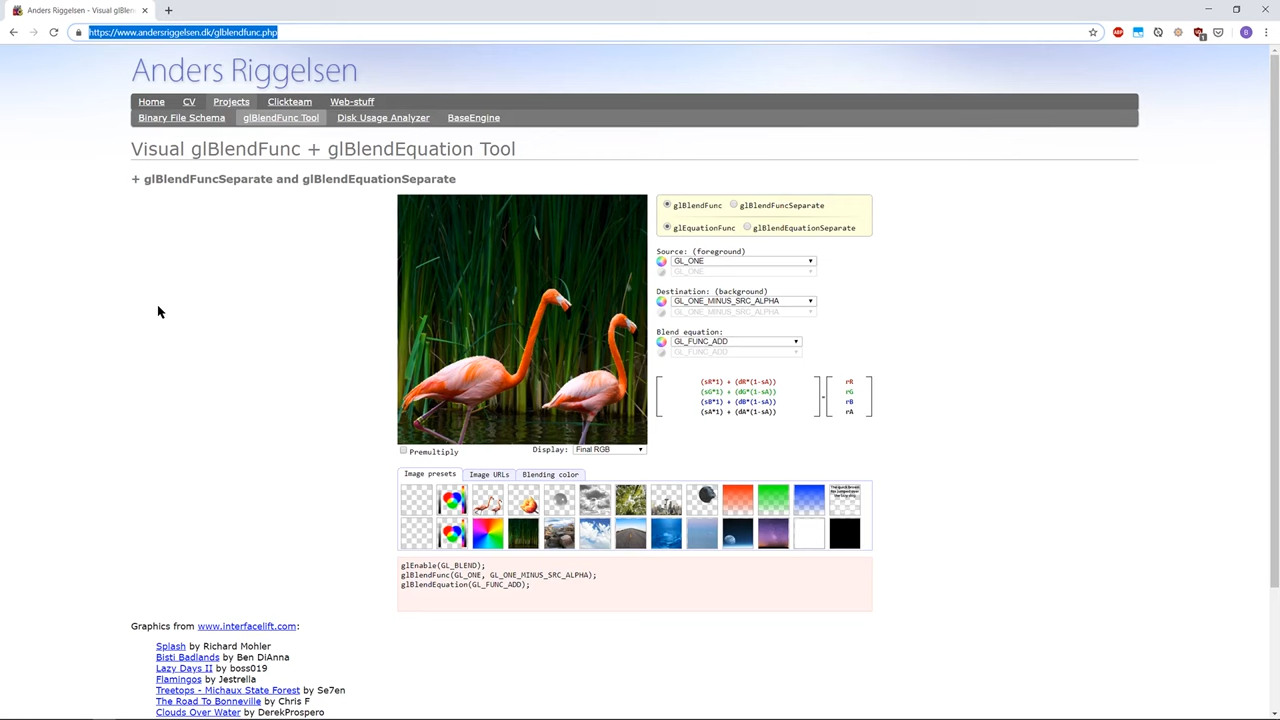 Anders Riggelsen - Visual glBlen
https://www.andersriggelsen.dk/glblendfunc.php
Anders Riggelsen
Home CV Projects Clickteam Web-stuff
Binary File Schema glBlendFunc Tool Disk Usage Analyzer BaseEngine
Visual glBlendFunc + glBlendEquation Tool
+ glBlendFuncSeparate and glBlendEquationSeparate
glBlendFunc glBlendFuncSeparate
glEquationFunc glBlendEquationSeparate
Source: (foreground)
GL_ONE
GL_ONE
Destination: (background)
GL_ONE_MINUS_SRC_ALPHA
GL_ONE_MINUS_SRC_ALPHA
Blend equation:
GL_FUNC_ADD
GL_FUNC_ADD
(sR*1) + (dR*(1-sA)) rR
(sG*1) + (dG*(1-sA)) rG
(sB*1) + (dB*(1-sA)) = rB
(sA*1) + (dA*(1-sA)) rA
Premultiply Display: Final RGB
Image presets Image URLs Blending color
glEnable(GL_BLEND);
glBlendFunc(GL_ONE, GL_ONE_MINUS_SRC_ALPHA);
glBlendEquation(GL_FUNC_ADD);
Graphics from www.interfacelift.com:
Splash by Richard Mohler
Bisti Badlands by Ben DiAnna
Lazy Days II by boss019
Flamingos by Jestrella
Treetops - Michaux State Forest by Se7en
The Road To Bonneville by Chris F
Clouds Over Water by DerekProspero